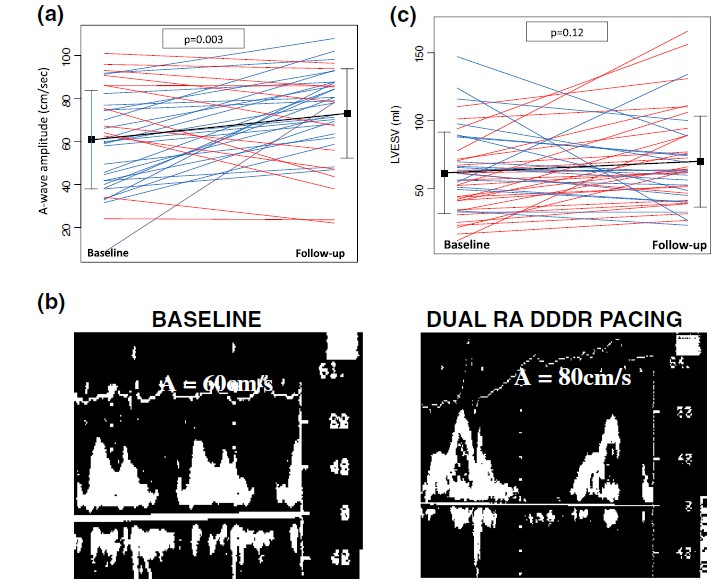 (a)
p=0.003
A-wave amplitude (cm/sec)
100
80
60
40
20
Baseline
Follow-up
(c)
p=0.12
LVESV (ml)
150
100
50
Baseline
Follow-up
(b)
BASELINE
A = 60cm/s
DUAL RA DDDR PACING
A = 80cm/s